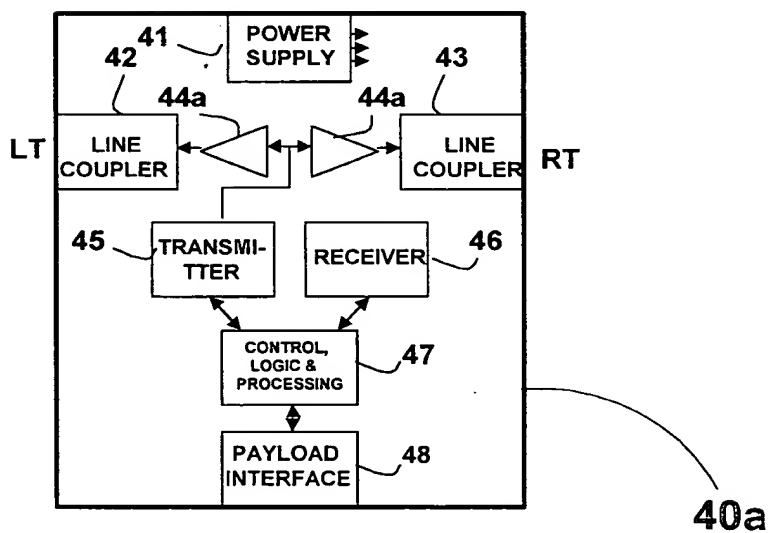 41
POWER
SUPPLY
42
43
44a
44a
LT
LINE
COUPLER
LINE
COUPLER
RT
45
TRANSMI-
TTER
RECEIVER
46
CONTROL,
LOGIC &
PROCESSING
47
PAYLOAD
INTERFACE
48
40a